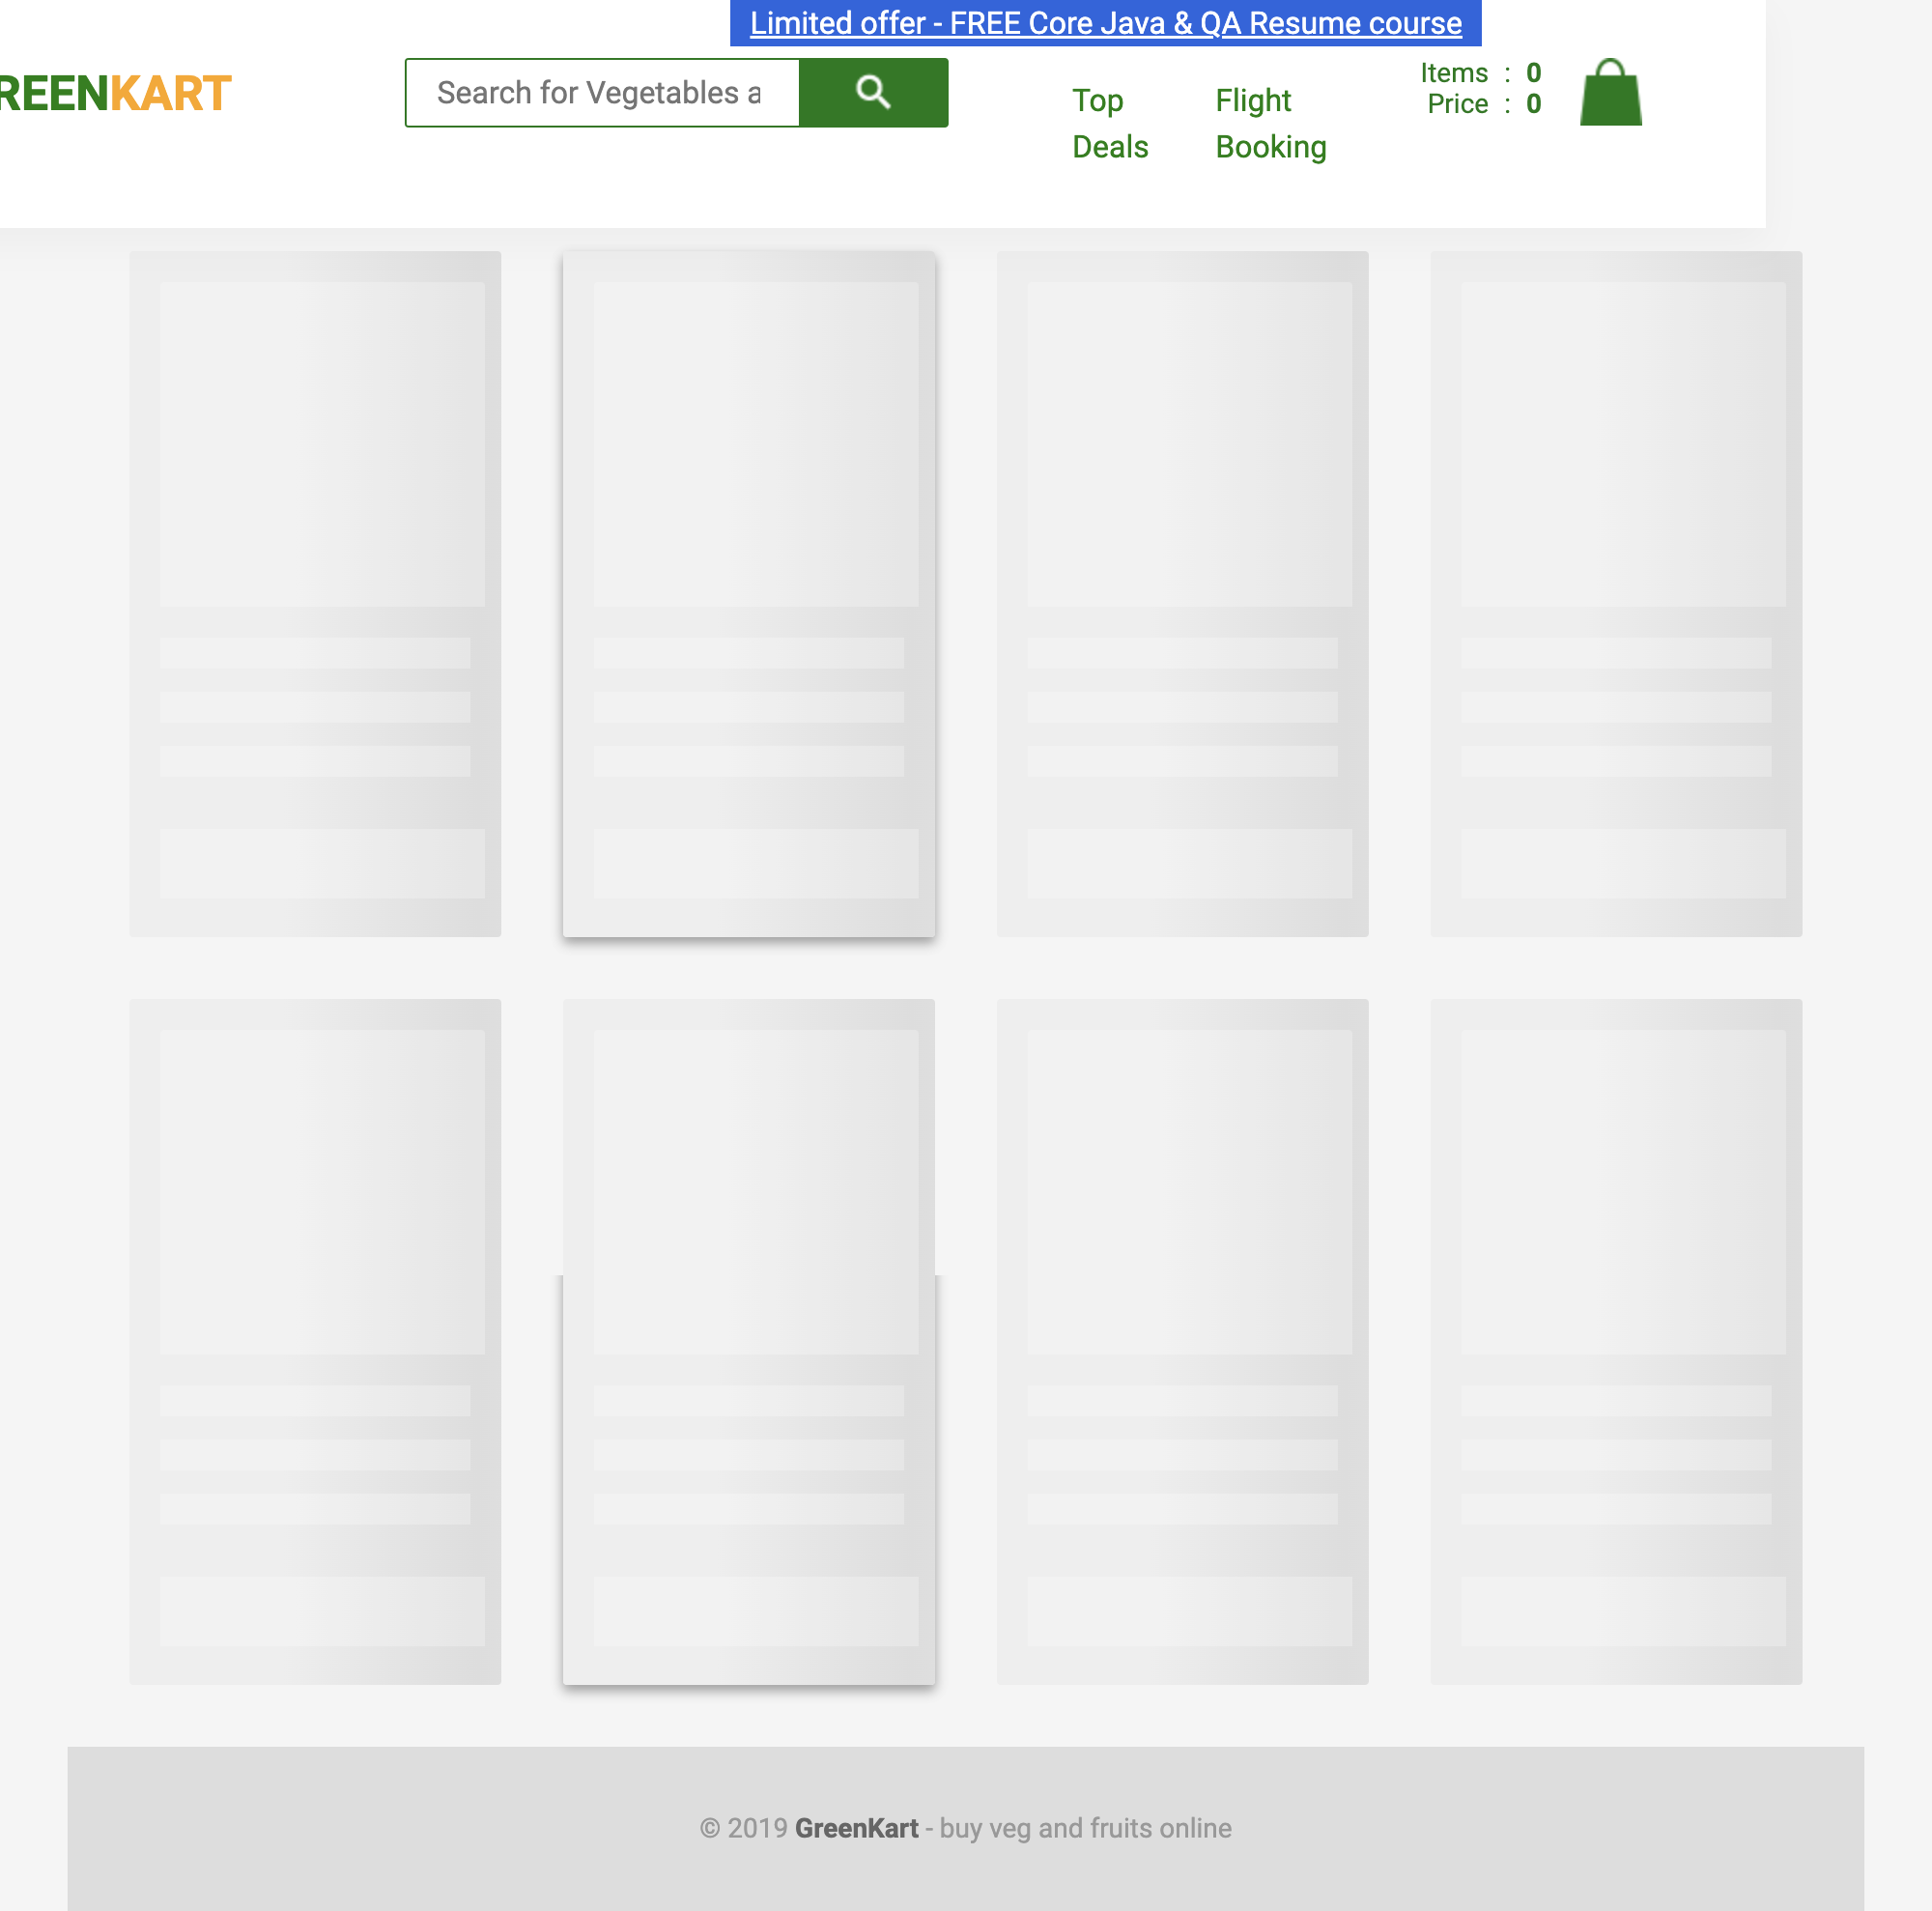 Limited offer - FREE Core Java & QA Resume course
REENKART
Search for Vegetables a
Top
Deals
Flight
Booking
Items : 0
Price : 0
© 2019 GreenKart - buy veg and fruits online